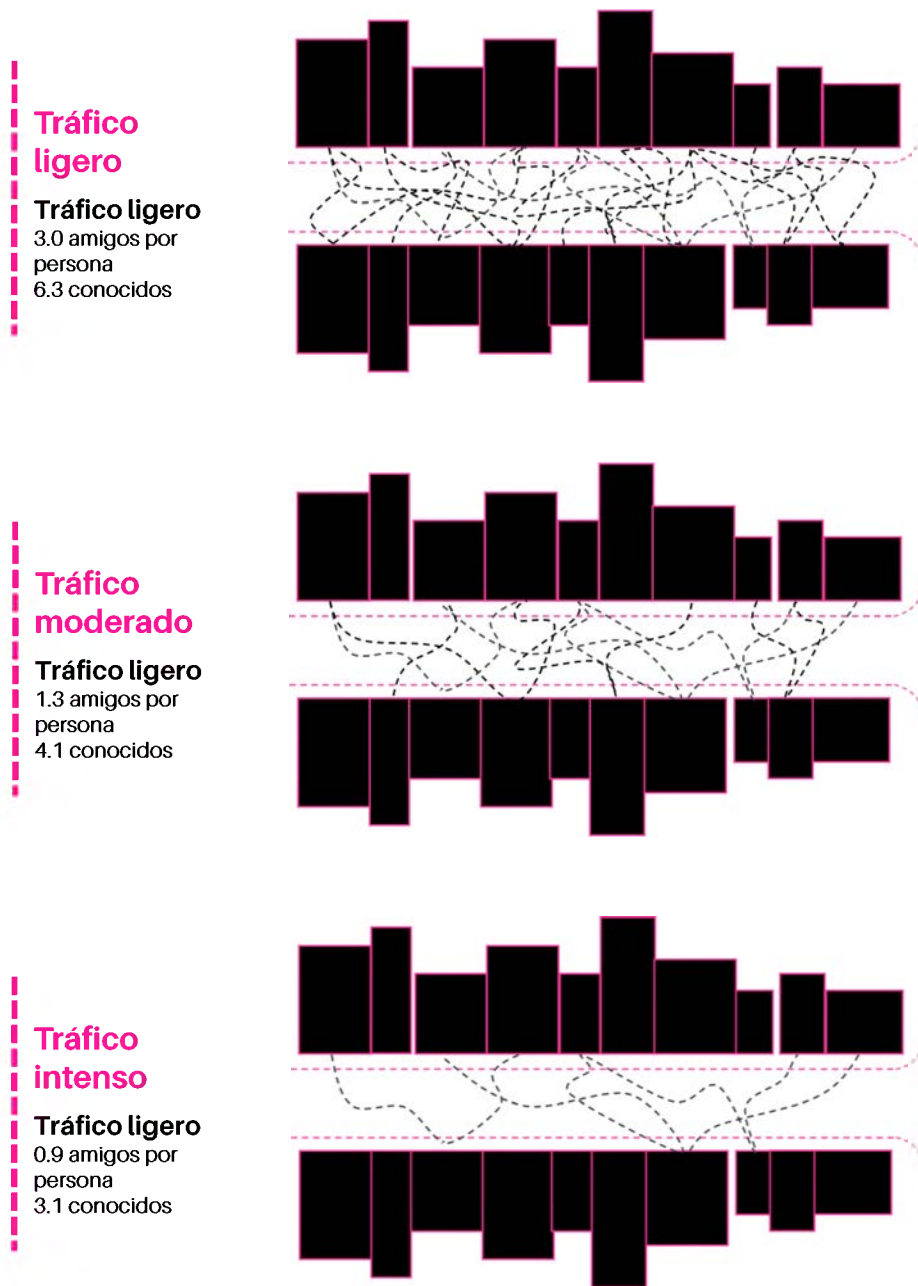 Tráfico
ligero
Tráfico ligero
3.0 amigos por
persona
6.3 conocidos
Tráfico
moderado
Tráfico ligero
1.3 amigos por
persona
4.1 conocidos
Tráfico
intenso
Tráfico ligero
0.9 amigos por
persona
3.1 conocidos